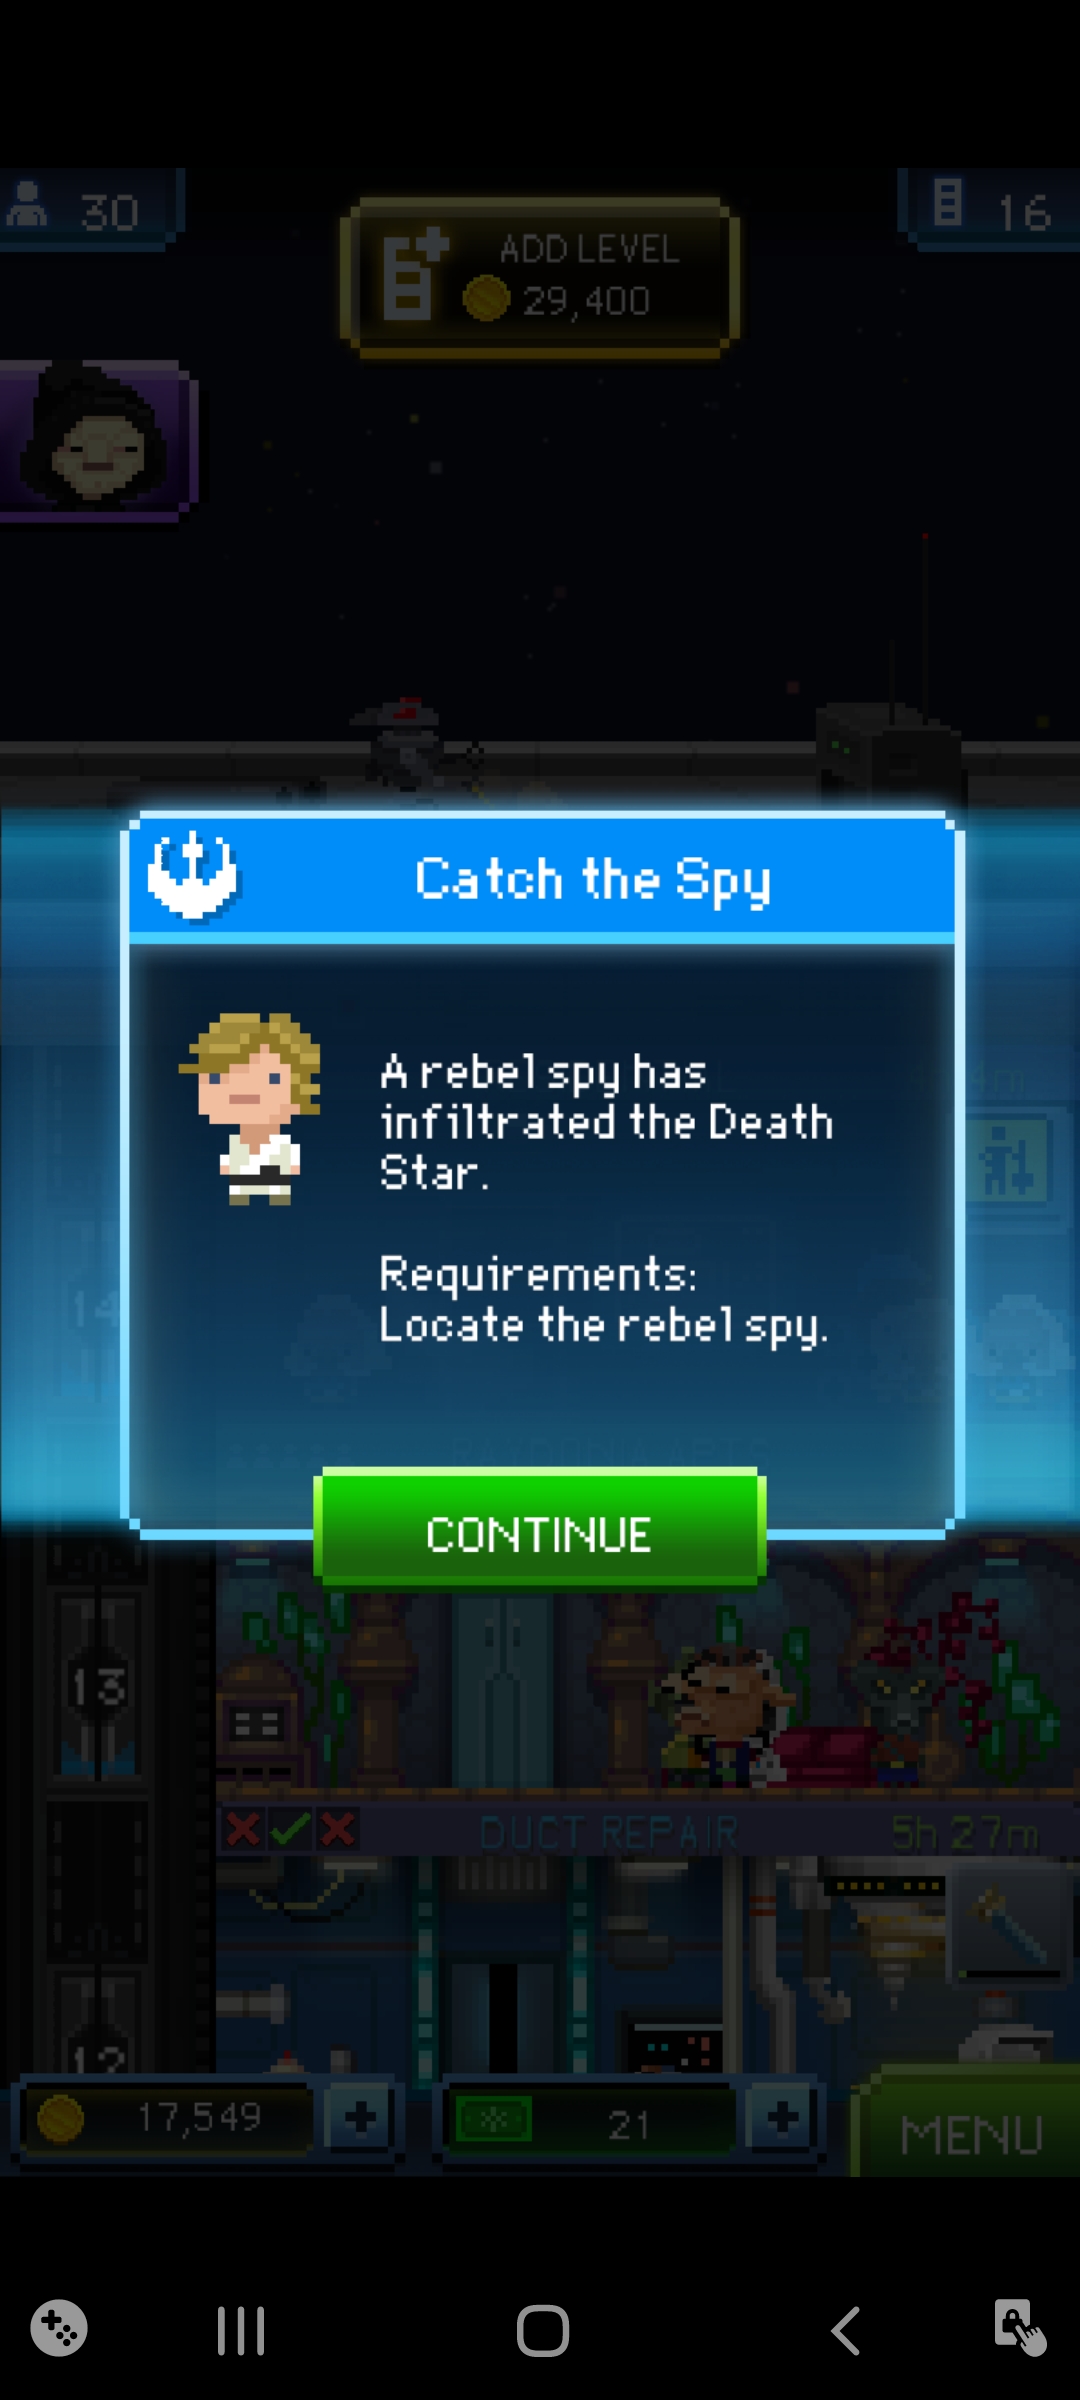 30
ADD LEVEL
29,400
16
Catch the Spy
A rebel spy has
infiltrated the Death
Star.
Requirements:
Locate the rebel spy.
14
CONTINUE
13
DUCT REPAIR
5h 27m
12
17,549
21
MENU